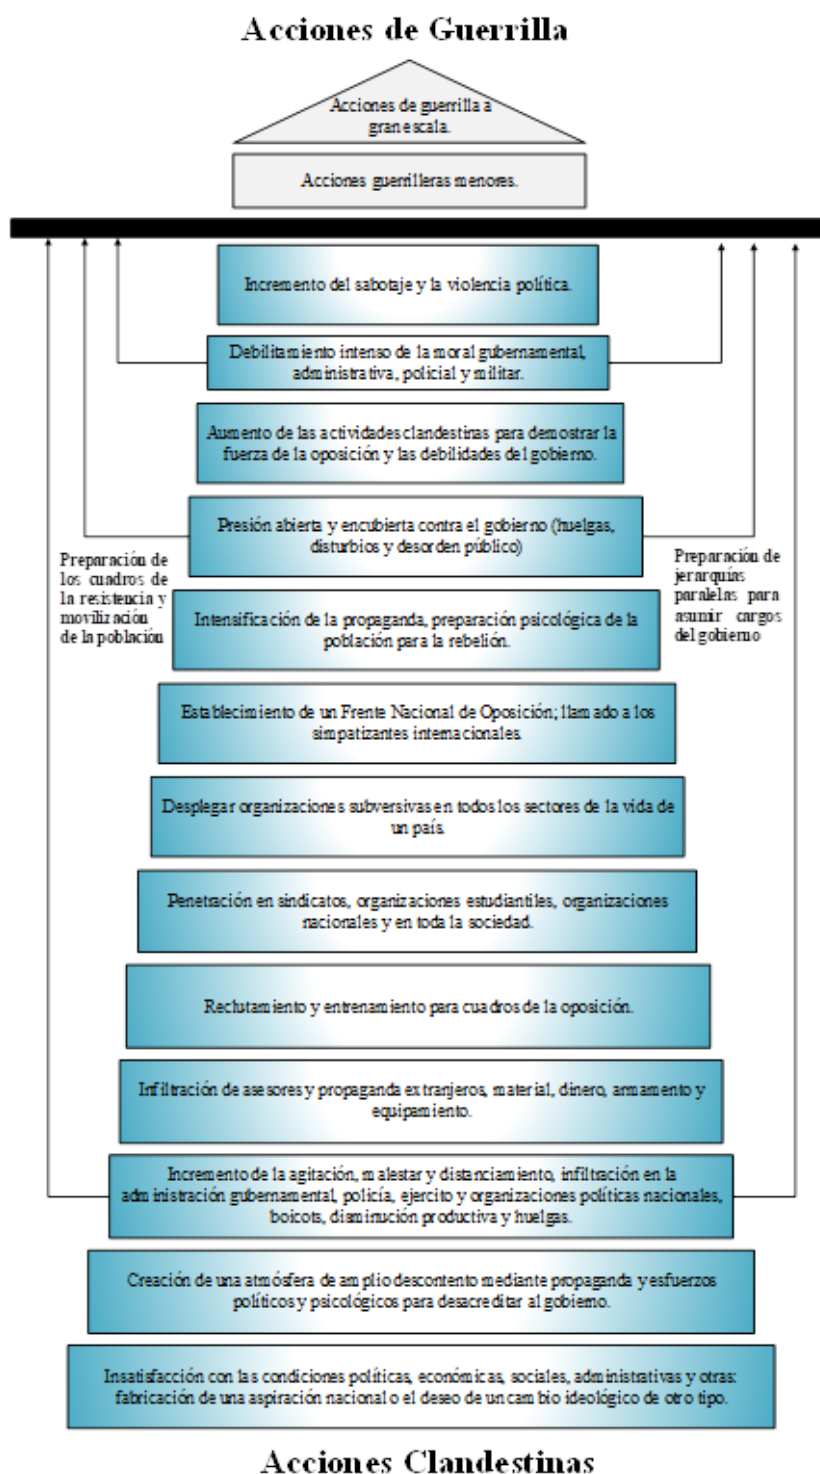 Acciones de Guerrilla
Acciones de guerrilla a
gran escala.
Acciones guerrilleras menores.
Incremento del sabotaje y la violencia política.
Debilitamiento intenso de la moral gubernamental,
administrativa, policial y militar.
Aumento de las actividades clandestinas para demostrar la
fuerza de la oposición y las debilidades del gobierno.
Presión abierta y encubierta contra el gobierno (huelgas,
disturbios y desorden público)
Preparación de
los cuadros de
la resistencia y
movilización
de la población
Preparación de
jerarquías
paralelas para
asumir cargos
del gobierno
Intensificación de la propaganda, preparación psicológica de la
población para la rebelión.
Establecimiento de un Frente Nacional de Oposición; llamado a los
simpatizantes internacionales.
Desplegar organizaciones subversivas en todos los sectores de la vida de
un país.
Penetración en sindicatos, organizaciones estudiantiles, organizaciones
nacionales y en toda la sociedad.
Reclutamiento y entrenamiento para cuadros de la oposición.
Infiltración de asesores y propaganda extranjeros, material, dinero, armamento y
equipamiento.
Incremento de la agitación, malestar y distanciamiento, infiltración en la
administración gubernamental, policía, ejercito y organizaciones políticas nacionales,
boicots, disminución productiva y huelgas.
Creación de una atmósfera de amplio descontento mediante propaganda y esfuerzos
políticos y psicológicos para desacreditar al gobierno.
Insatisfacción con las condiciones políticas, económicas, sociales, administrativas y otras:
fabricación de una aspiración nacional o el deseo de un cambio ideológico de otro tipo.
Acciones Clandestinas